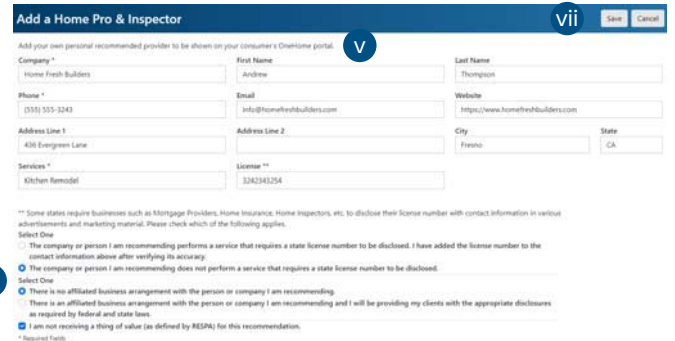 Add a Home Pro & Inspector vii Save Cancel
Add your own personal recommended provider to be shown on your consumer's OneHome portal. v
Company * First Name Last Name
Home Fresh Builders Andrew Thompson
Phone * Email Website
(555) 555-3243 info@homefreshbuilders.com https://www.homefreshbuilders.com
Address Line 1 Address Line 2 City State
436 Evergreen Lane Fresno CA
Services * License **
Kitchen Remodel 3242343254
** Some states require businesses such as Mortgage Providers, Home Insurance, Home Inspectors, etc. to disclose their license number with contact information in various
advertisements and marketing material. Please check which of the following applies.
Select One
The company or person I am recommending performs a service that requires a state license number to be disclosed. I have added the license number to the
contact information above after verifying its accuracy.
The company or person I am recommending does not perform a service that requires a state license number to be disclosed.
Select One
There is no affiliated business arrangement with the person or company I am recommending.
There is an affiliated business arrangement with the person or company I am recommending and I will be providing my clients with the appropriate disclosures
as required by federal and state laws.
I am not receiving a thing of value (as defined by RESPA) for this recommendation.
* Required Fields